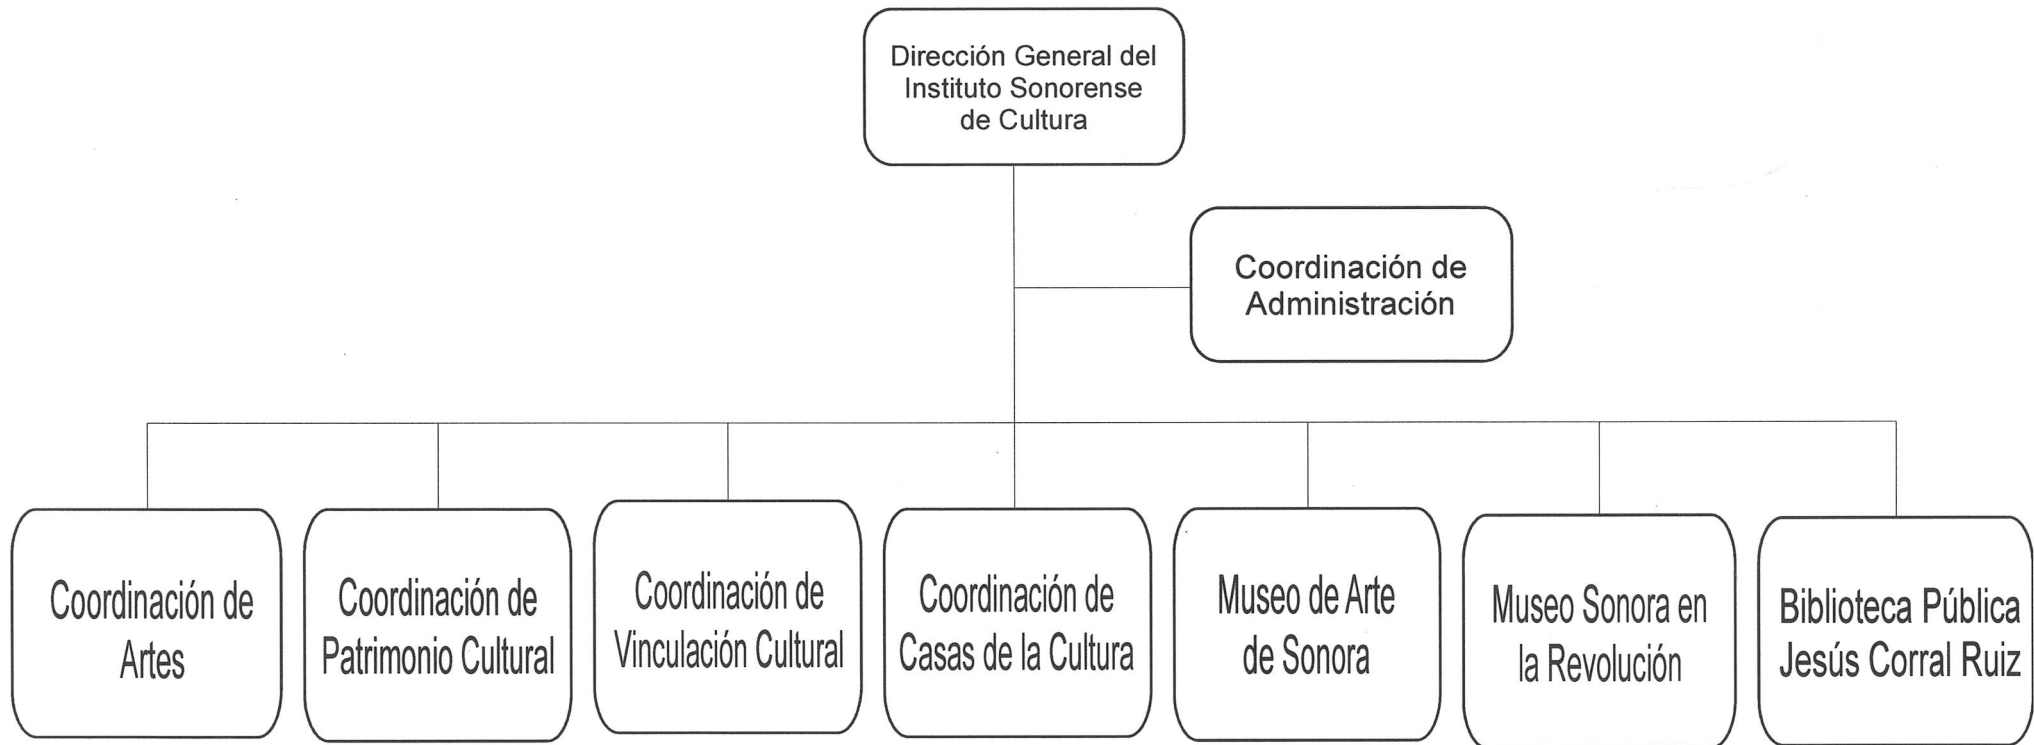 Dirección General del
Instituto Sonorense
de Cultura
Coordinación de
Administración
Coordinación de
Artes
Coordinación de
Patrimonio Cultural
Coordinación de
Vinculación Cultural
Coordinación de
Casas de la Cultura
Museo de Arte
de Sonora
Museo Sonora en
la Revolución
Biblioteca Pública
Jesús Corral Ruiz